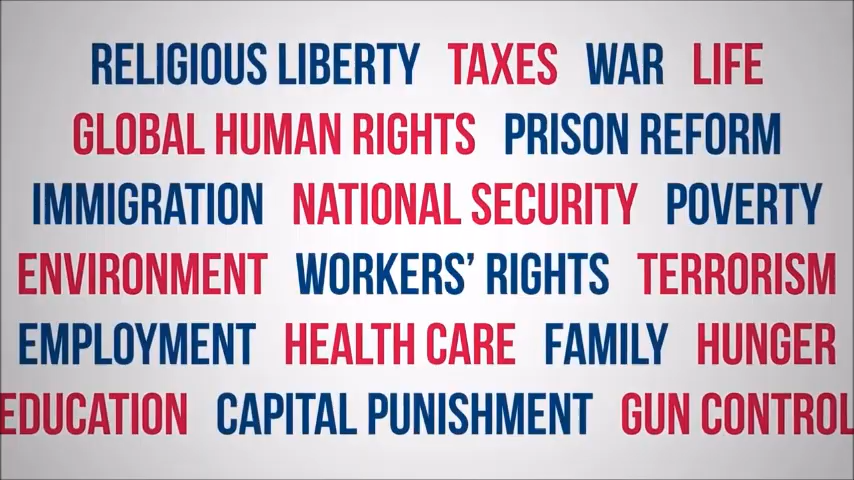 RELIGIOUS LIBERTY TAXES WAR LIFE
GLOBAL HUMAN RIGHTS PRISON REFORM
IMMIGRATION NATIONAL SECURITY POVERTY
ENVIRONMENT WORKERS’ RIGHTS TERRORISM
EMPLOYMENT HEALTH CARE FAMILY HUNGER
EDUCATION CAPITAL PUNISHMENT GUN CONTROL